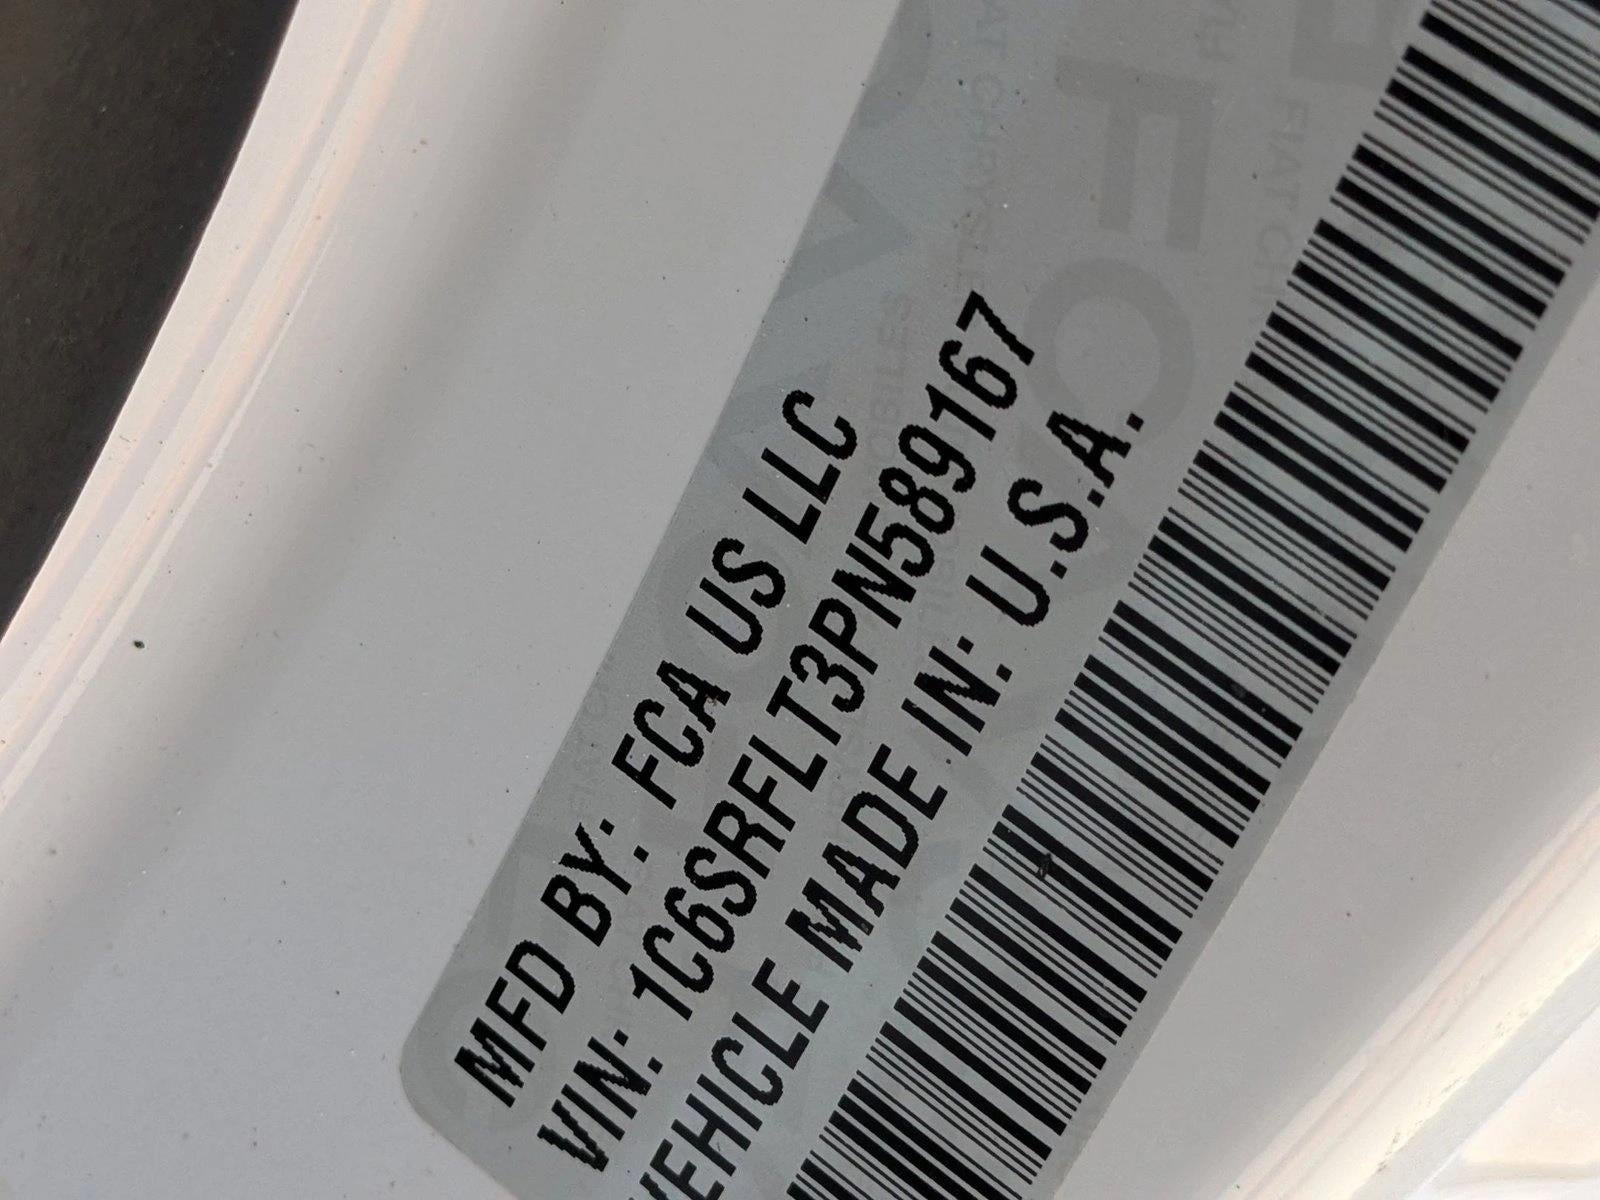 MFD BY: FCA US LLC
VIN: 1C6SRFLT3PN589167
VEHICLE MADE IN: U.S.A.